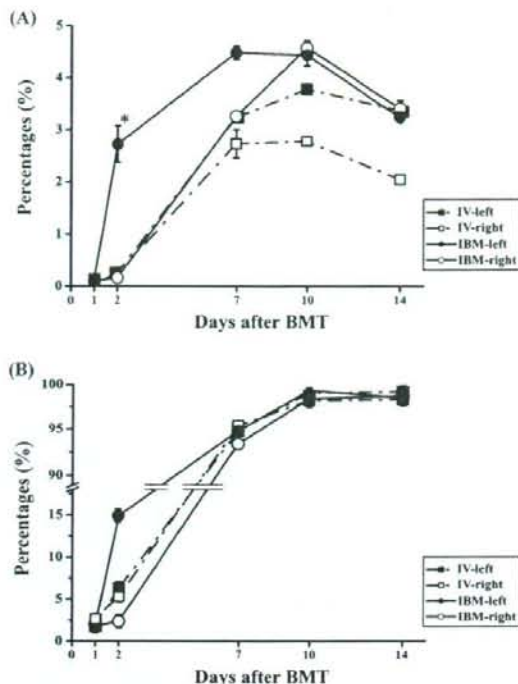 (A)
Percentages (%)
5
4
3
2
1
0
*
0 1 2 7 10 14
Days after BMT
IV-left
IV-right
IBM-left
IBM-right
(B)
Percentages (%)
100
95
90
15
10
5
0
0 1 2 7 10 14
Days after BMT
IV-left
IV-right
IBM-left
IBM-right